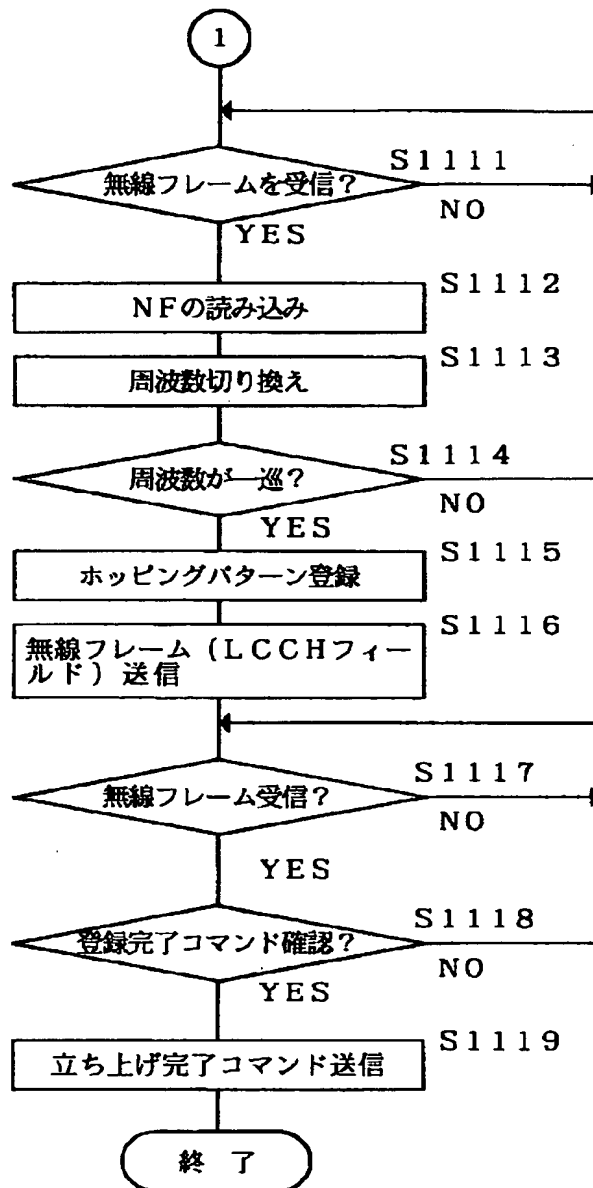 1
S1111
無線フレームを受信?
NO
YES
S1112
NFの読み込み
S1113
周波数切り換え
S1114
周波数が一巡?
NO
YES
S1115
ホッピングパターン登録
S1116
無線フレーム(LCCHフィー
ルド)送信
S1117
無線フレーム受信?
NO
YES
S1118
登録完了コマンド確認?
NO
YES
S1119
立ち上げ完了コマンド送信
終了